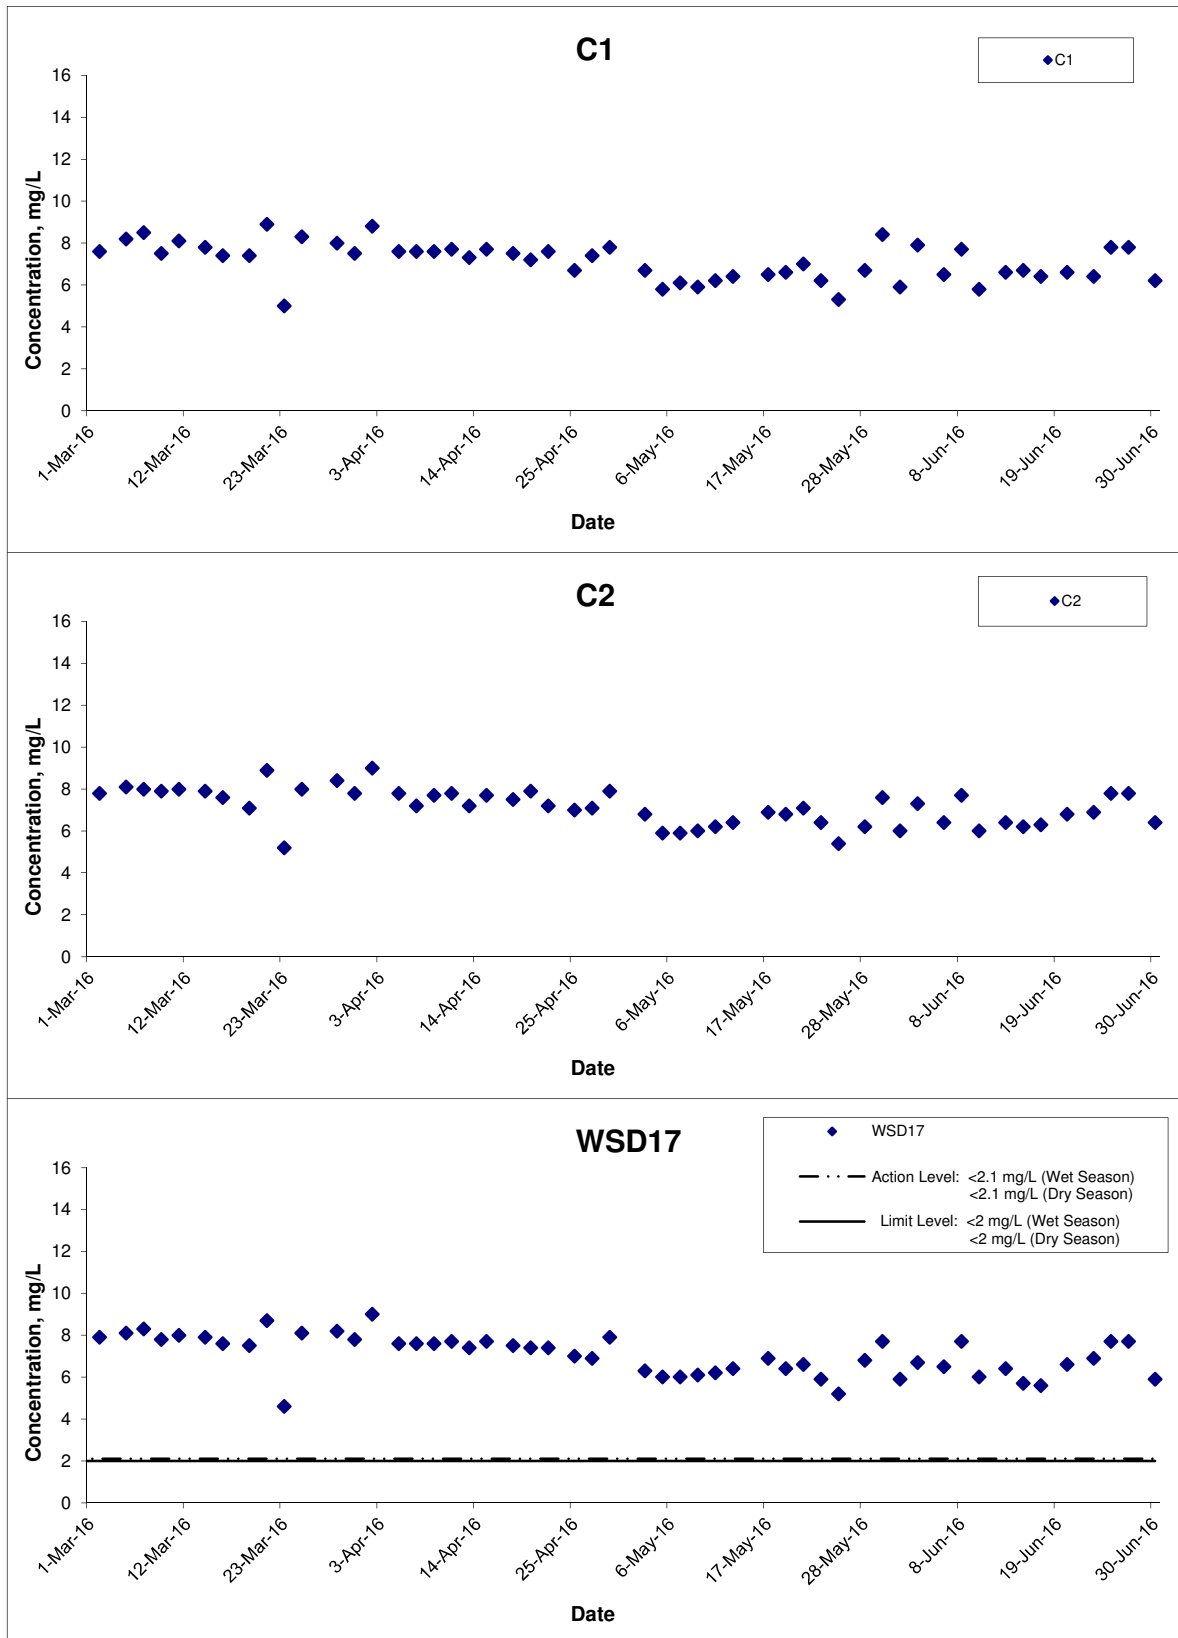 C1
C1
16
14
12
10
8
6
4
2
0
Concentration, mg/L
1-Mar-16
12-Mar-16
23-Mar-16
3-Apr-16
14-Apr-16
25-Apr-16
6-May-16
17-May-16
28-May-16
8-Jun-16
19-Jun-16
30-Jun-16
Date
C2
C2
16
14
12
10
8
6
4
2
0
Concentration, mg/L
1-Mar-16
12-Mar-16
23-Mar-16
3-Apr-16
14-Apr-16
25-Apr-16
6-May-16
17-May-16
28-May-16
8-Jun-16
19-Jun-16
30-Jun-16
Date
WSD17
WSD17
Action Level: <2.1 mg/L (Wet Season)
<2.1 mg/L (Dry Season)
Limit Level: <2 mg/L (Wet Season)
<2 mg/L (Dry Season)
16
14
12
10
8
6
4
2
0
Concentration, mg/L
1-Mar-16
12-Mar-16
23-Mar-16
3-Apr-16
14-Apr-16
25-Apr-16
6-May-16
17-May-16
28-May-16
8-Jun-16
19-Jun-16
30-Jun-16
Date